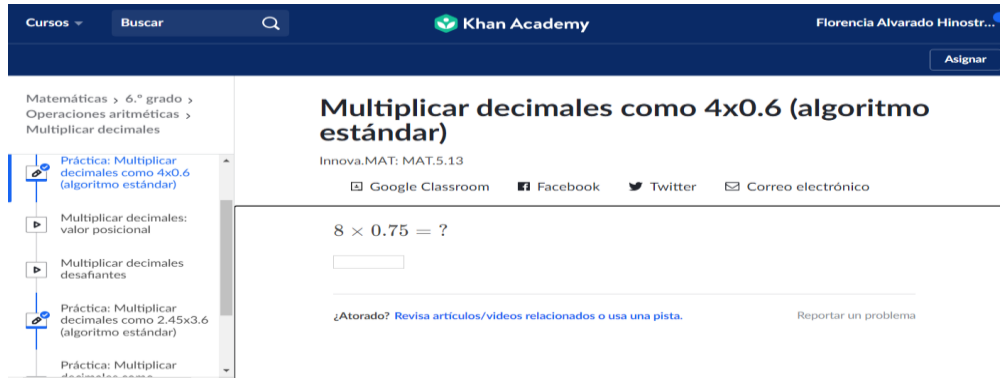 Cursos
Buscar
Khan Academy
Florencia Alvarado Hinostr...
Asignar
Matemáticas > 6.º grado >
Operaciones aritméticas >
Multiplicar decimales
Práctica: Multiplicar
decimales como 4x0.6
(algoritmo estándar)
Multiplicar decimales:
valor posicional
Multiplicar decimales
desafiantes
Práctica: Multiplicar
decimales como 2.45x3.6
(algoritmo estándar)
Práctica: Multiplicar
Multiplicar decimales como 4x0.6 (algoritmo
estándar)
Innova.MAT: MAT.5.13
Google Classroom
Facebook
Twitter
Correo electrónico
8 × 0.75 = ?
¿Atorado? Revisa artículos/videos relacionados o usa una pista.
Reportar un problema